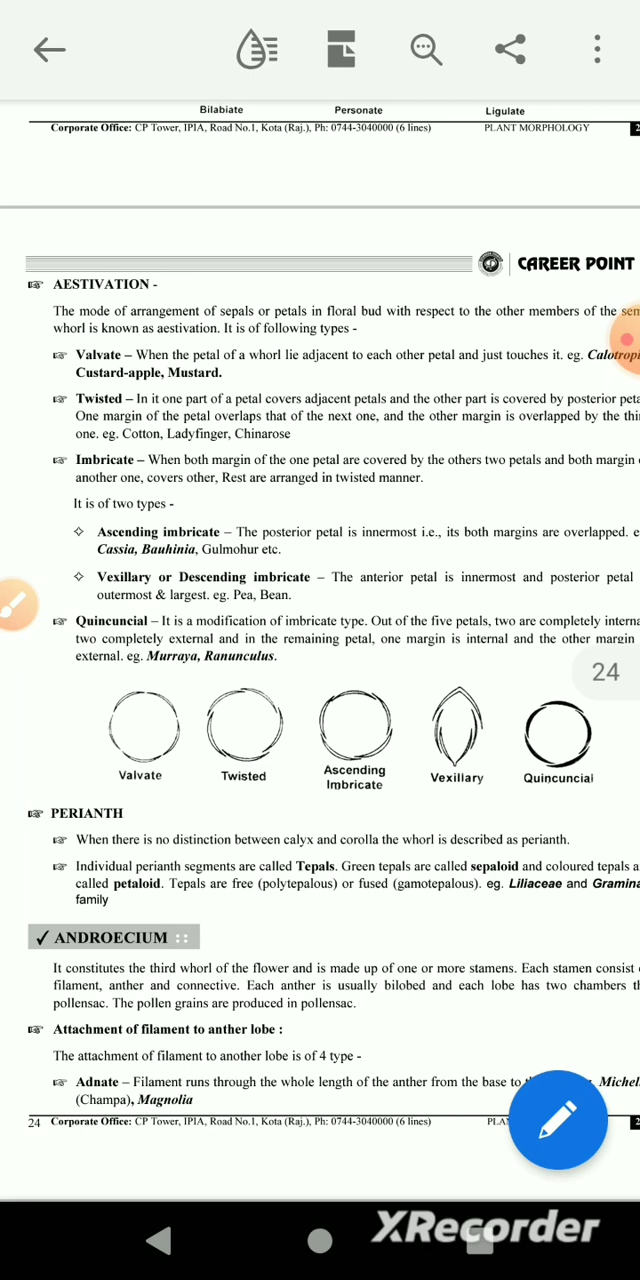 Bilabiate Personate Ligulate
Corporate Office: CP Tower, IPIA, Road No.1, Kota (Raj.), Ph: 0744-3040000 (6 lines) PLANT MORPHOLOGY 2
CAREER POINT
AESTIVATION -
The mode of arrangement of sepals or petals in floral bud with respect to the other members of the
whorl is known as aestivation. It is of following types -
Valvate – When the petal of a whorl lie adjacent to each other petal and just touches it. eg.
Custard-apple, Mustard.
Twisted – In it one part of a petal covers adjacent petals and the other part is covered by posterior
One margin of the petal overlaps that of the next one, and the other margin is overlapped by the
one. eg. Cotton, Ladyfinger, Chinarose
Imbricate – When both margin of the one petal are covered by the others two petals and both margin
another one, covers other, Rest are arranged in twisted manner.
It is of two types -
Ascending imbricate – The posterior petal is innermost i.e., its both margins are overlapped.
Cassia, Bauhinia, Gulmohur etc.
Vexillary or Descending imbricate – The anterior petal is innermost and posterior petal
outermost & largest. eg. Pea, Bean.
Quincuncial – It is a modification of imbricate type. Out of the five petals, two are completely
two completely external and in the remaining petal, one margin is internal and the other margin
external. eg. Murraya, Ranunculus.
24
Valvate Twisted Ascending Imbricate Vexillary Quincuncial
PERIANTH
When there is no distinction between calyx and corolla the whorl is described as perianth.
Individual perianth segments are called Tepals. Green tepals are called sepaloid and coloured tepals
called petaloid. Tepals are free (polytepalous) or fused (gamotepalous). eg. Liliaceae and
family
✓ ANDROECIUM ::
It constitutes the third whorl of the flower and is made up of one or more stamens. Each stamen consist
filament, anther and connective. Each anther is usually bilobed and each lobe has two chambers
pollensac. The pollen grains are produced in pollensac.
Attachment of filament to anther lobe :
The attachment of filament to another lobe is of 4 type -
Adnate – Filament runs through the whole length of the anther from the base to
(Champa), Magnolia
24 Corporate Office: CP Tower, IPIA, Road No.1, Kota (Raj.), Ph: 0744-3040000 (6 lines) 2
XRecorder